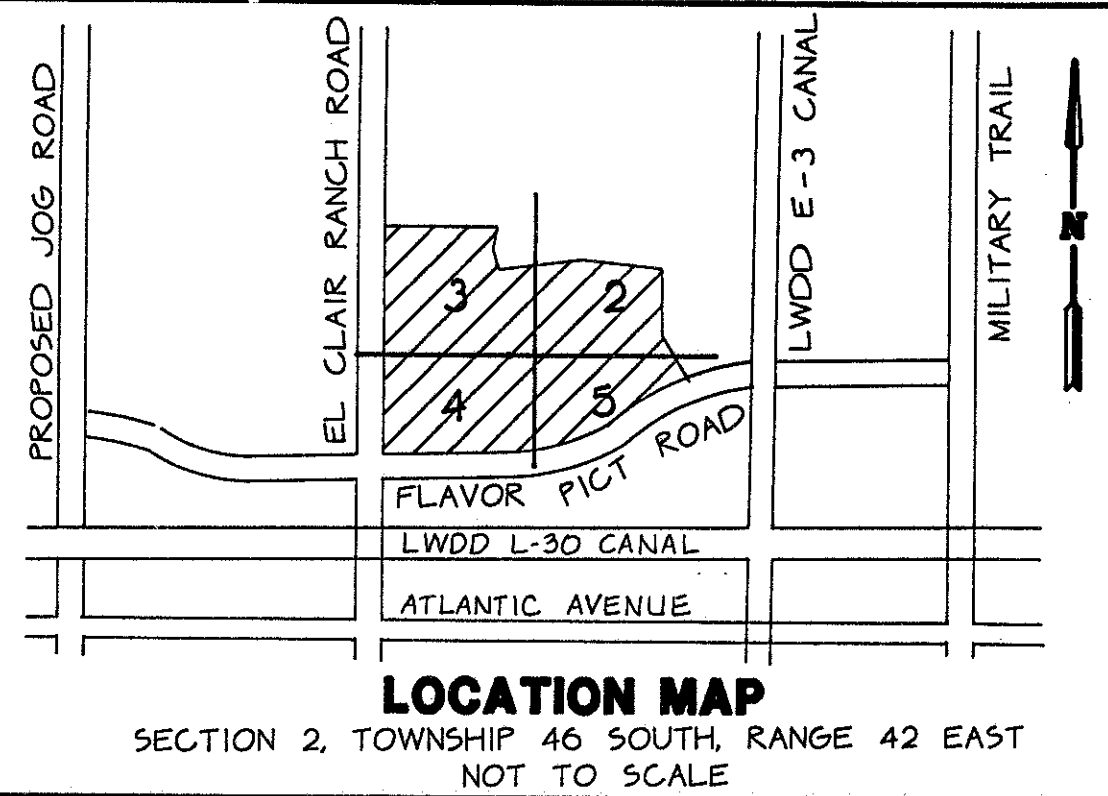 PROPOSED JOG ROAD
EL CLAIR RANCH ROAD
LWDD E-3 CANAL
MILITARY TRAIL
N
3
2
4
5
FLAVOR PICT ROAD
LWDD L-30 CANAL
ATLANTIC AVENUE
LOCATION MAP
SECTION 2, TOWNSHIP 46 SOUTH, RANGE 42 EAST
NOT TO SCALE